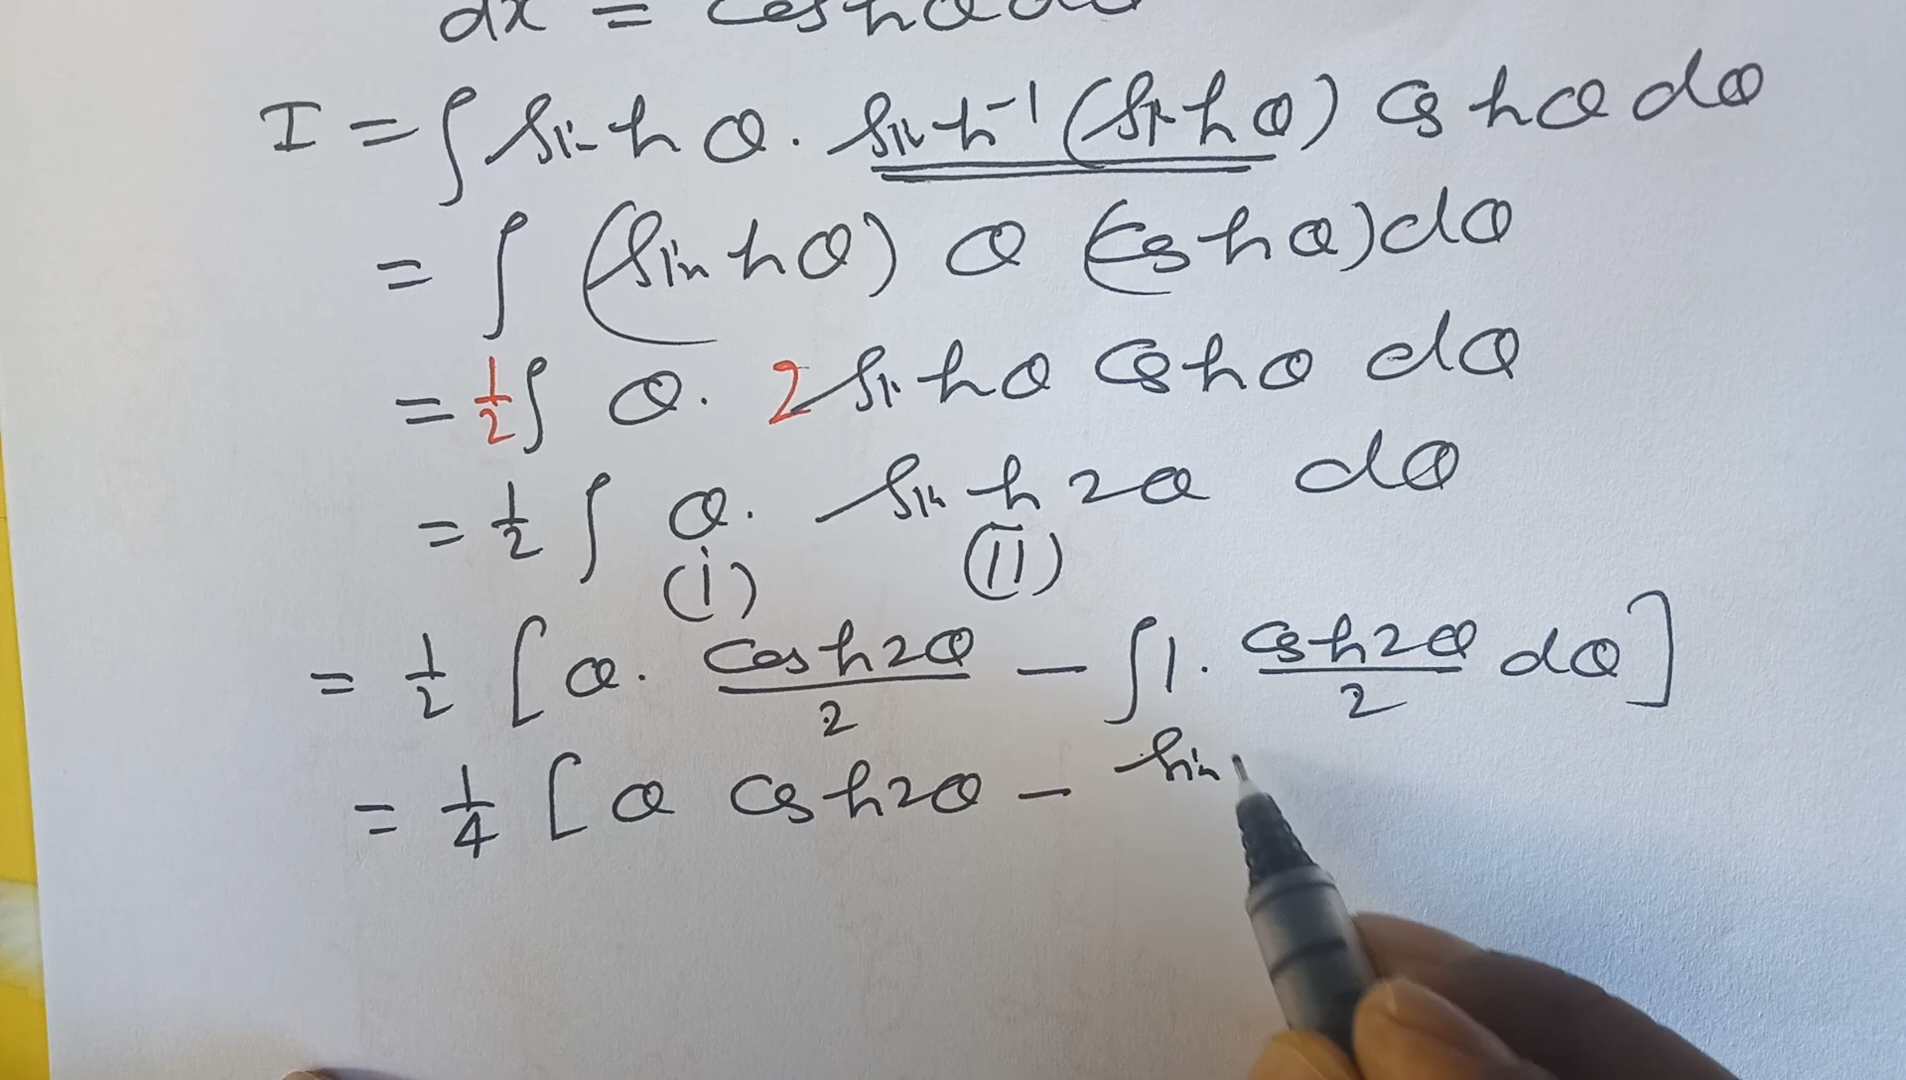 dx = cosh θ dθ
I = ∫ sinh θ . sinh⁻¹ (sinh θ) cosh θ dθ
= ∫ (sinh θ) θ (cosh θ) dθ
= 1/2 ∫ θ. 2 sinh θ cosh θ dθ
= 1/2 ∫ θ. sinh 2θ dθ
(i) (II)
= 1/2 [ θ. cosh 2θ / 2 − ∫ 1. cosh 2θ / 2 dθ ]
= 1/4 [ θ cosh 2θ − sin